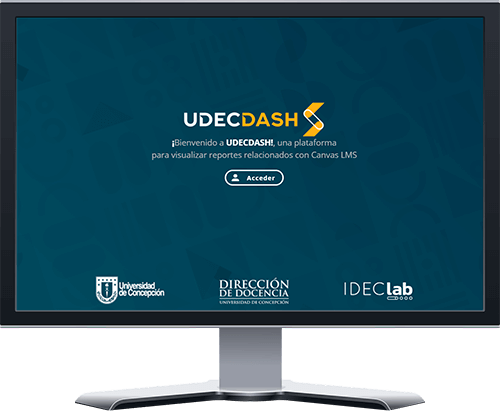 UDECDASH
¡Bienvenido a UDECDASH!, una plataforma
para visualizar reportes relacionados con Canvas LMS
Acceder
Universidad
de Concepción
DIRECCIÓN
DE DOCENCIA
UNIVERSIDAD DE CONCEPCIÓN
IDEClab